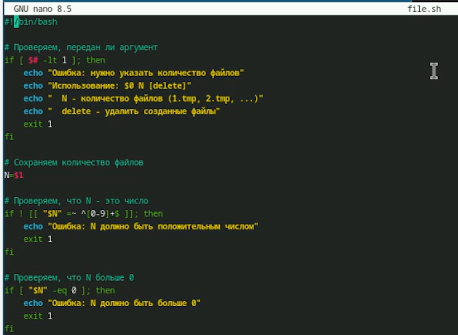 GNU nano 8.5 file.sh
#!/bin/bash
# Проверяем, передан ли аргумент
if [ $# -lt 1 ]; then
    echo "Ошибка: нужно указать количество файлов"
    echo "Использование: $0 N [delete]"
    echo "  N - количество файлов (1.tmp, 2.tmp, ...)"
    echo "  delete - удалить созданные файлы"
    exit 1
fi
# Сохраняем количество файлов
N=$1
# Проверяем, что N - это число
if ! [[ "$N" =~ ^[0-9]+$ ]]; then
    echo "Ошибка: N должно быть положительным числом"
    exit 1
fi
# Проверяем, что N больше 0
if [ "$N" -eq 0 ]; then
    echo "Ошибка: N должно быть больше 0"
    exit 1
fi